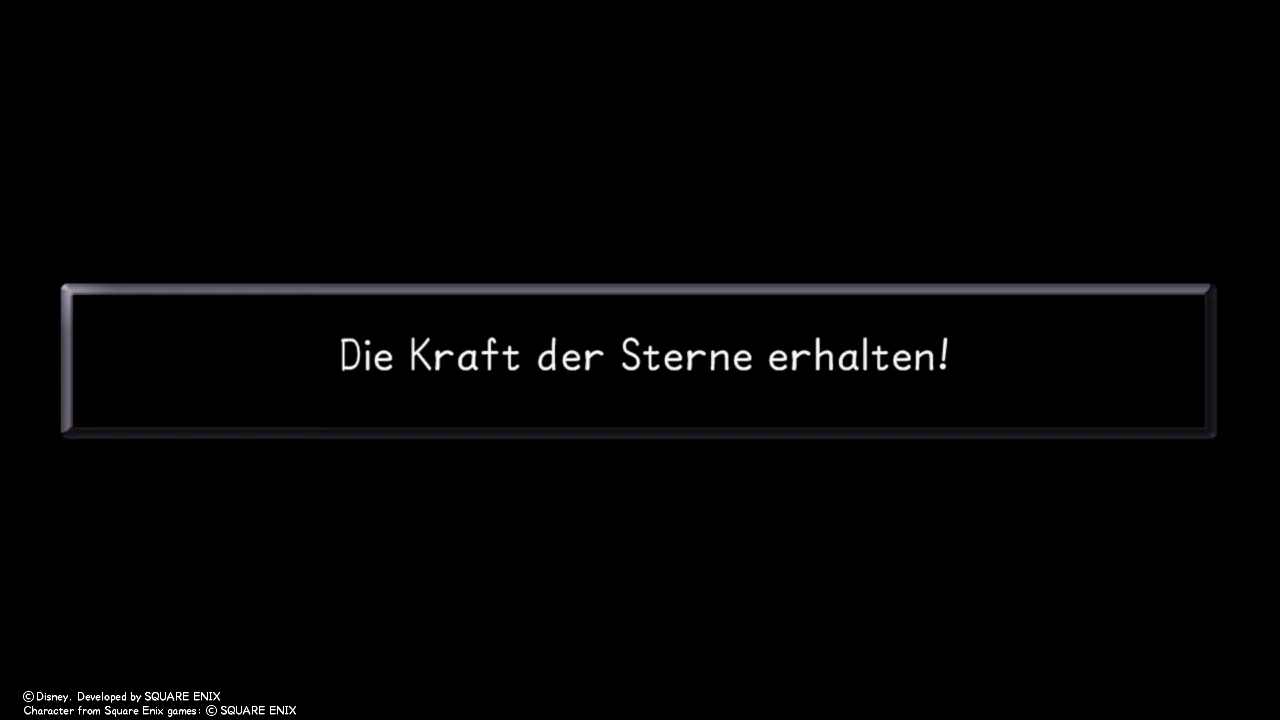 Die Kraft der Sterne erhalten!
©Disney. Developed by SQUARE ENIX
Character from Square Enix games: © SQUARE ENIX